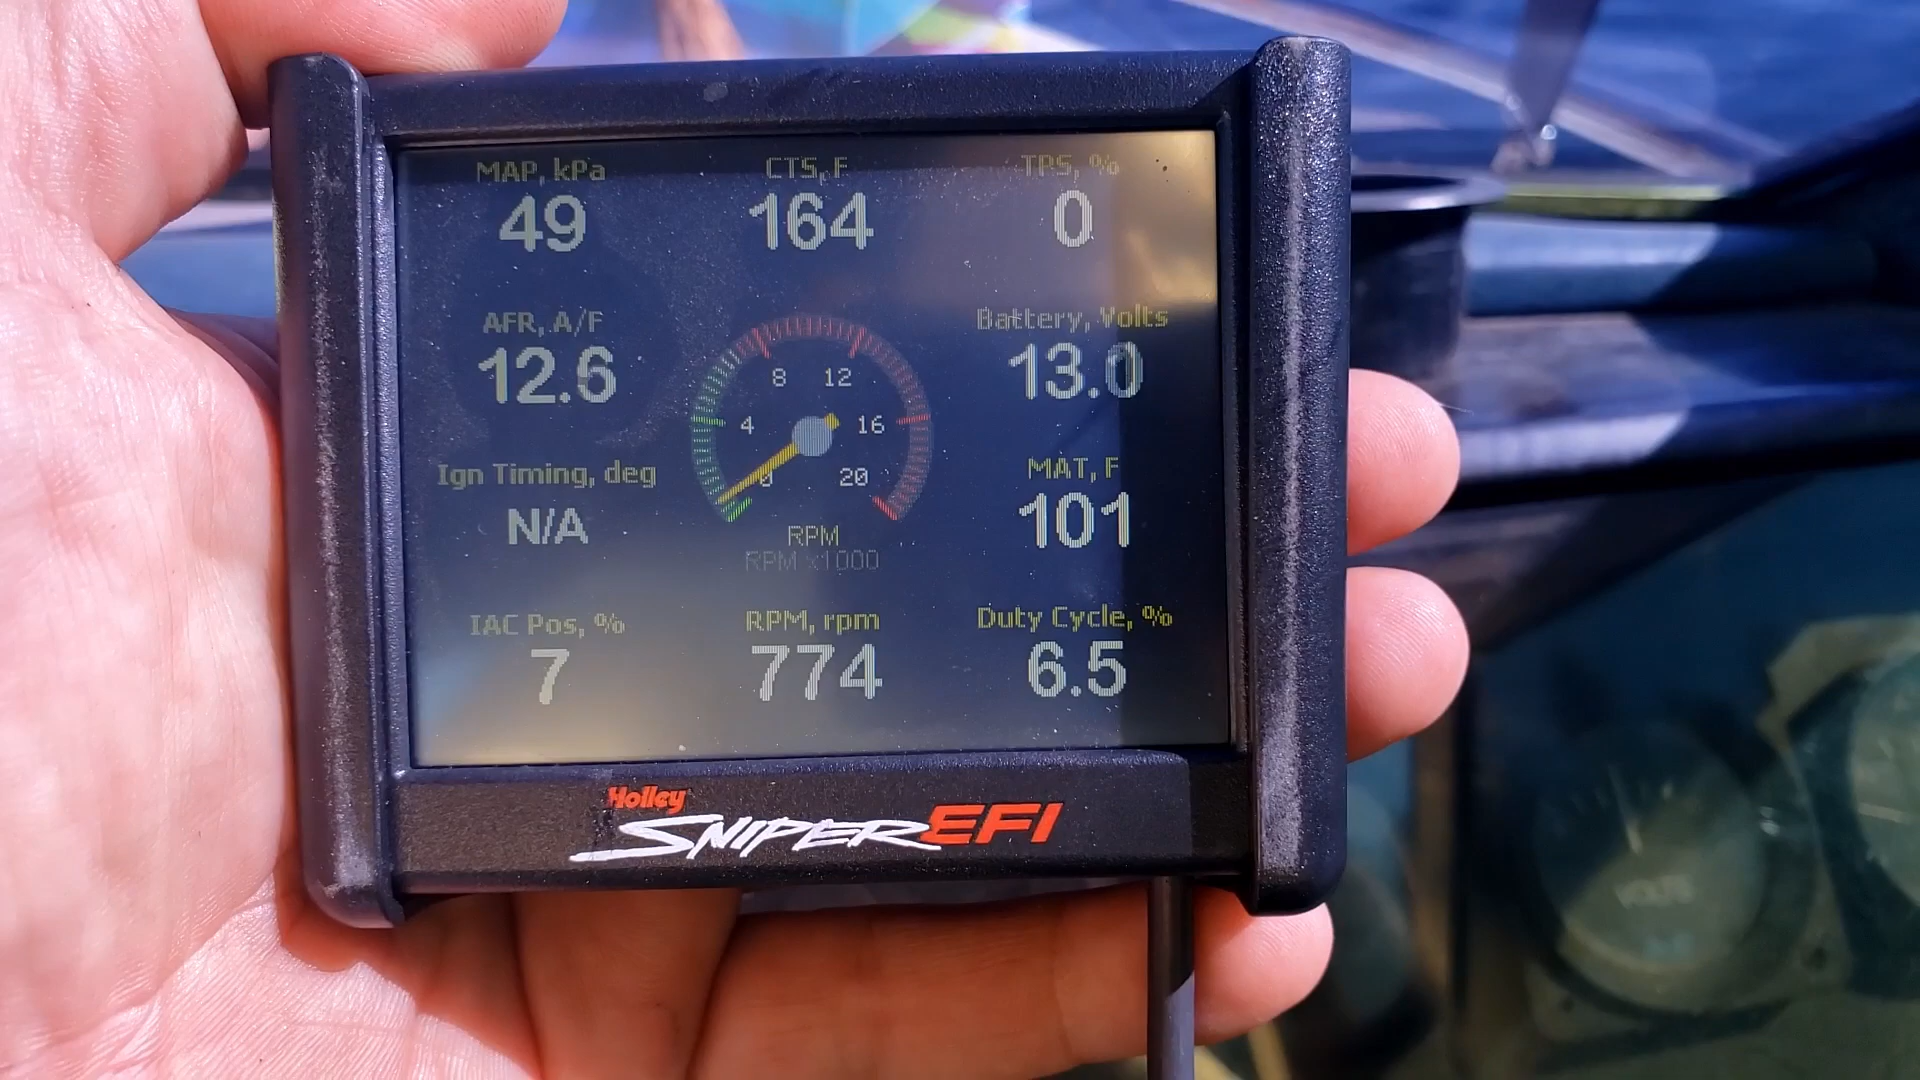 MAP, kPa
49
CTS, F
164
TPS, %
0
AFR, A/F
12.6
Battery, Volts
13.0
8 12
4 16
0 20
Ign Timing, deg
N/A
MAT, F
101
RPM
RPM x1000
IAC Pos, %
7
RPM, rpm
774
Duty Cycle, %
6.5
Holley
SNIPER EFI
VOLTS